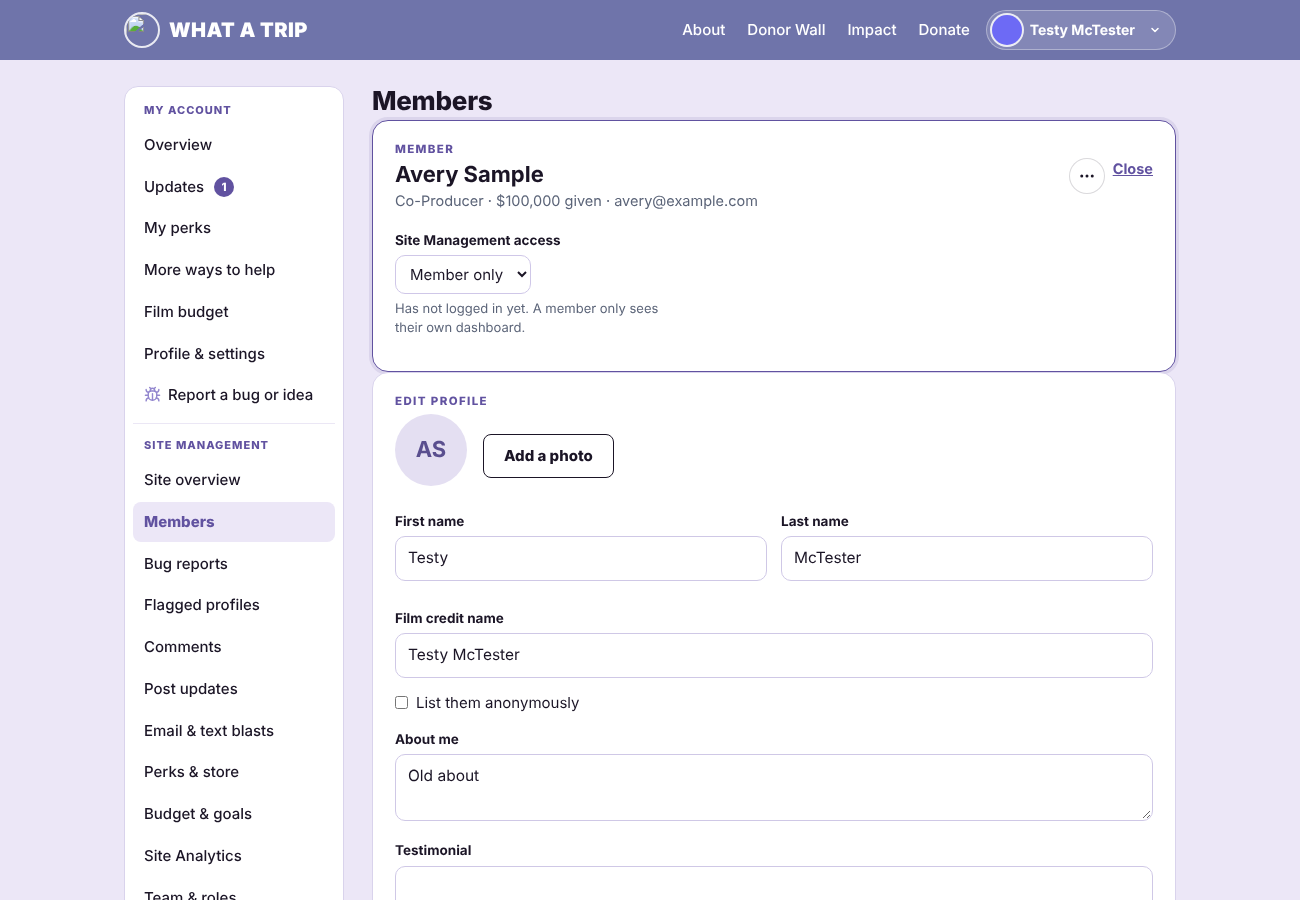 WHAT A TRIP
About Donor Wall Impact Donate Testy McTester
MY ACCOUNT
Overview
Updates 1
My perks
More ways to help
Film budget
Profile & settings
Report a bug or idea
SITE MANAGEMENT
Site overview
Members
Bug reports
Flagged profiles
Comments
Post updates
Email & text blasts
Perks & store
Budget & goals
Site Analytics
Team & roles
Members
MEMBER
Avery Sample
Close
Co-Producer · $100,000 given · avery@example.com
Site Management access
Member only
Has not logged in yet. A member only sees
their own dashboard.
EDIT PROFILE
AS
Add a photo
First name Last name
Testy McTester
Film credit name
Testy McTester
List them anonymously
About me
Old about
Testimonial